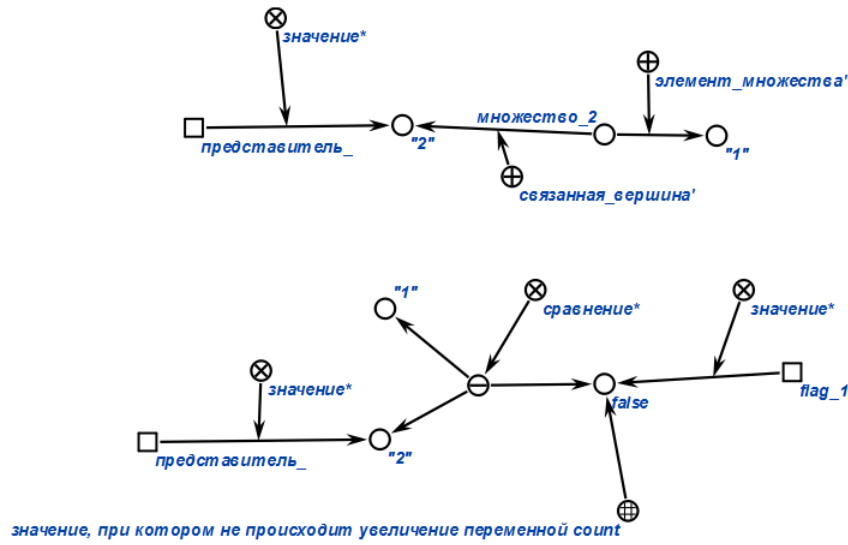 значение*
элемент_множества'
множество_2
представитель_
"2"
"1"
связанная_вершина'
"1"
сравнение*
значение*
значение*
false
flag_1
представитель_
"2"
значение, при котором не происходит увеличение переменной count